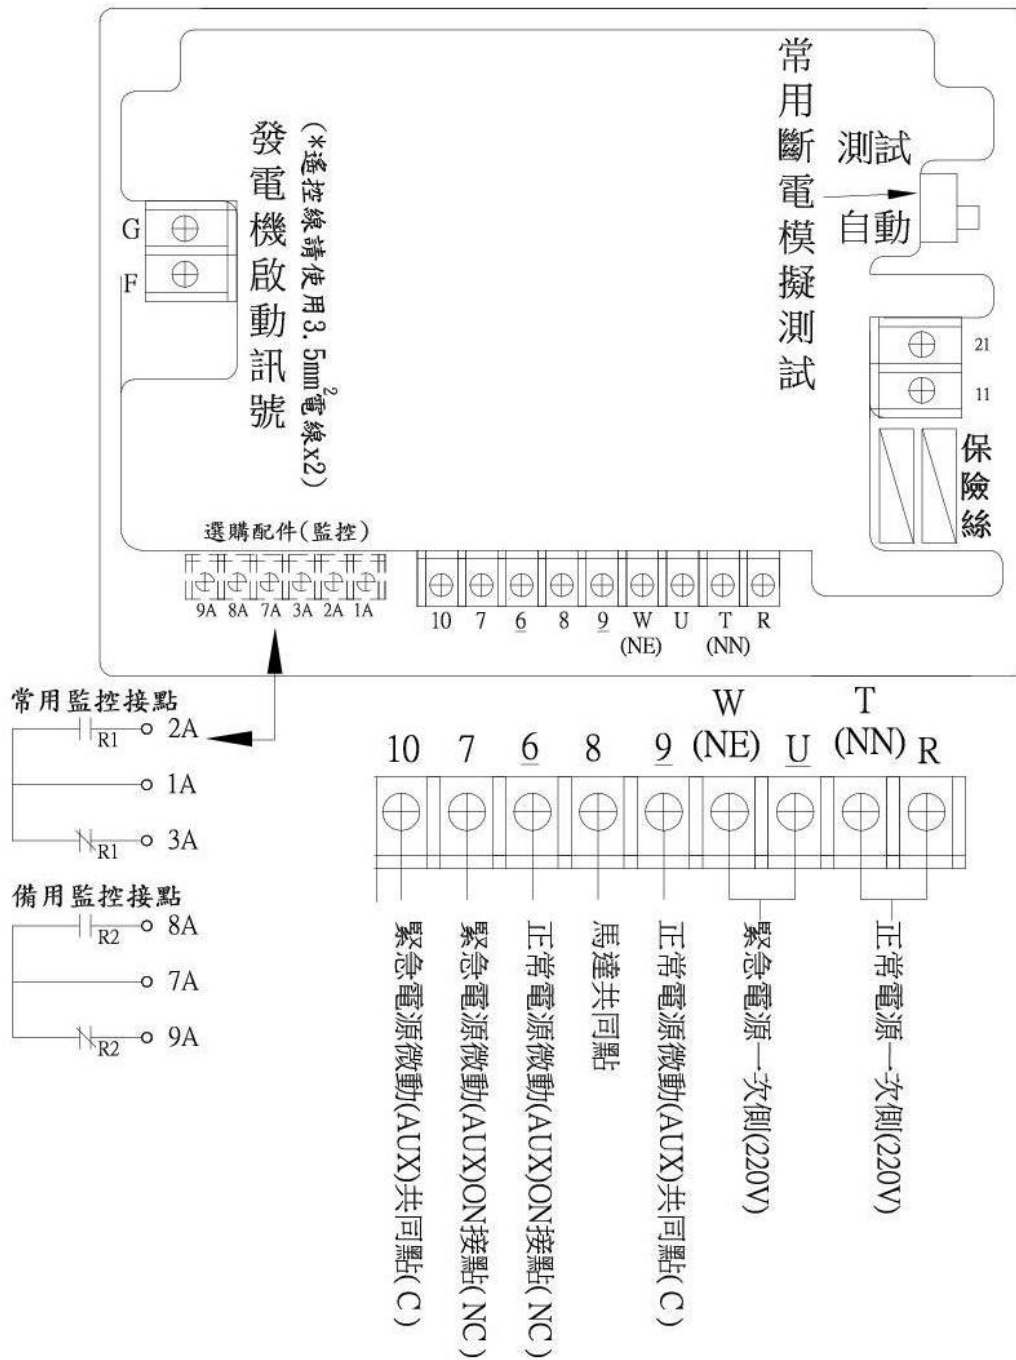 常用斷電模擬測試
測試
自動
發電機啟動訊號
(*遙控線請使用3.5mm²電線x2)
G
F
21
11
保險絲
選購配件(監控)
9A 8A 7A 3A 2A 1A
10 7 6 8 9 W U T R
(NE) (NN)
常用監控接點
R1 2A
1A
R1 3A
備用監控接點
R2 8A
7A
R2 9A
W T
10 7 6 8 9 (NE) U (NN) R
緊急電源微動(AUX)共同點(C)
緊急電源微動(AUX)ON接點(NC)
正常電源微動(AUX)ON接點(NC)
馬達共同點
正常電源微動(AUX)共同點(C)
緊急電源一次側(220V)
正常電源一次側(220V)